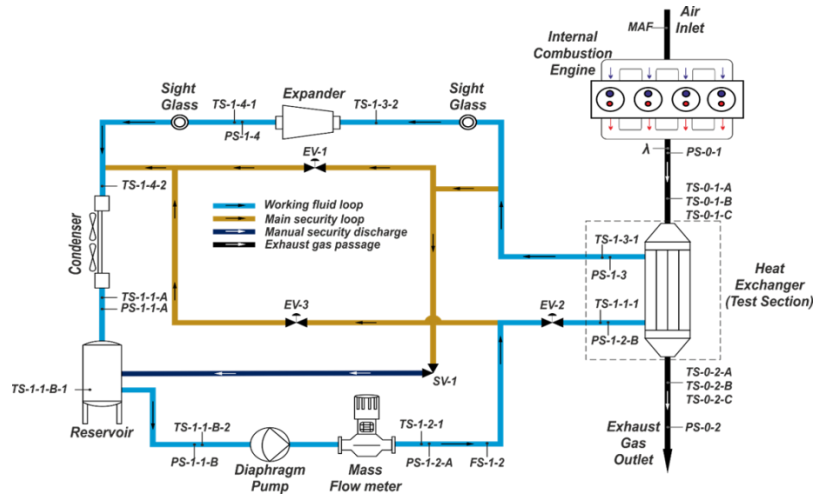 Air
Inlet
MAF
Internal
Combustion
Engine
Sight
Glass
TS-1-4-1
PS-1-4
Expander
TS-1-3-2
Sight
Glass
λ
PS-0-1
EV-1
TS-1-4-2
TS-0-1-A
TS-0-1-B
TS-0-1-C
Working fluid loop
Main security loop
Manual security discharge
Exhaust gas passage
Condenser
TS-1-3-1
PS-1-3
Heat
Exchanger
(Test Section)
TS-1-1-A
PS-1-1-A
EV-3
EV-2
TS-1-1-1
PS-1-2-B
TS-1-1-B-1
SV-1
TS-0-2-A
TS-0-2-B
TS-0-2-C
Reservoir
TS-1-1-B-2
PS-1-1-B
Diaphragm
Pump
Mass
Flow meter
TS-1-2-1
PS-1-2-A
FS-1-2
Exhaust
Gas
Outlet
PS-0-2